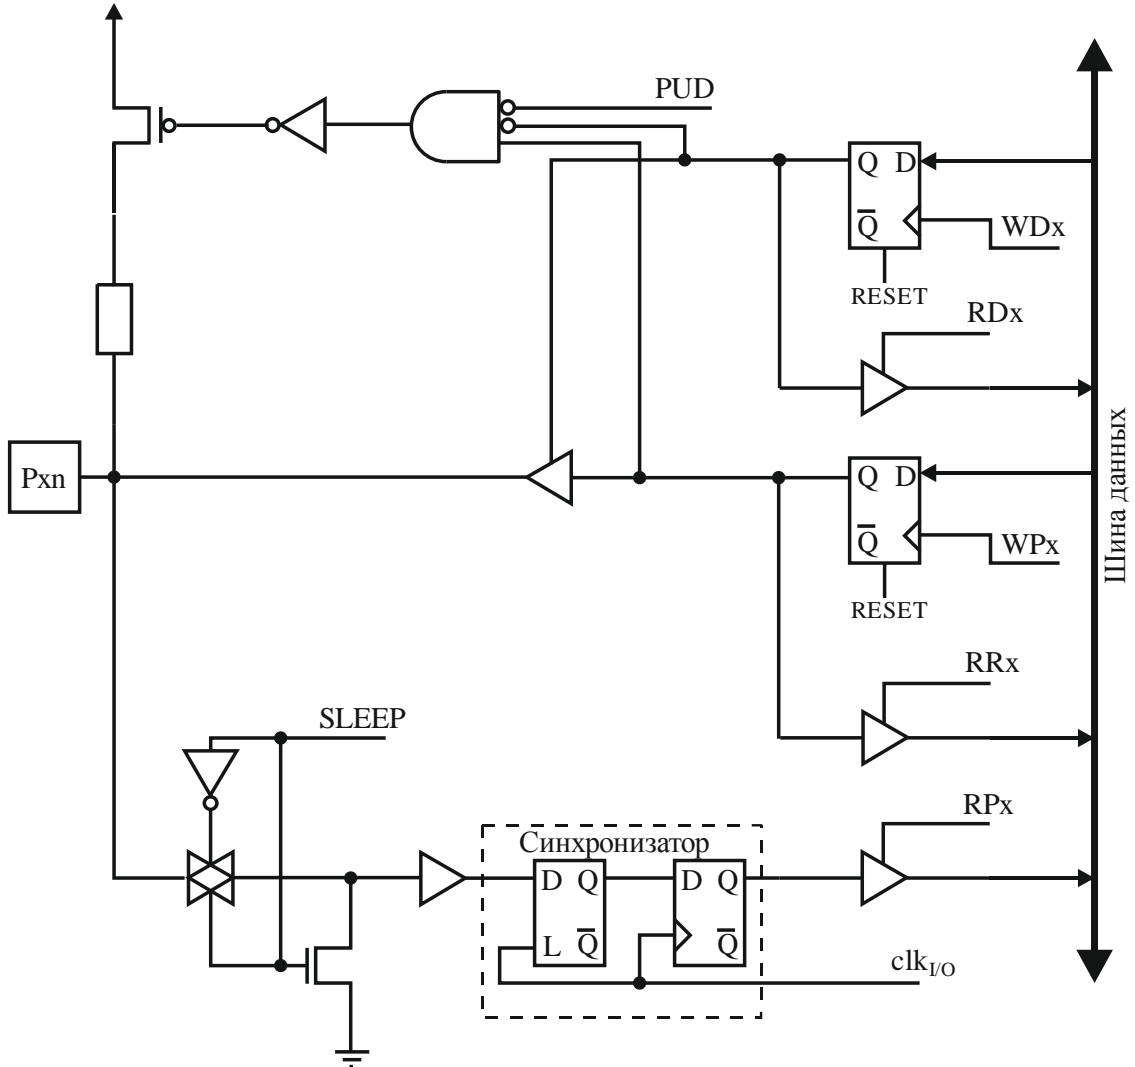 PUD
Q D
Q
WDx
RESET
RDx
Pxn
Q D
Q
WPx
RESET
Шина данных
RRx
SLEEP
RPx
Синхронизатор
D Q
L Q
D Q
Q
clkI/O